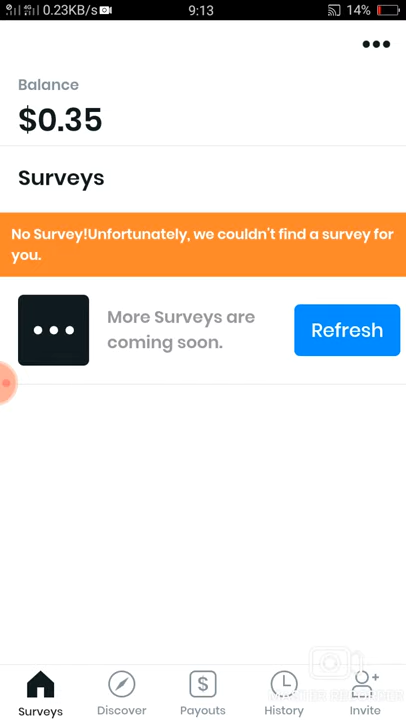 0.23KB/s
9:13
14%
Balance
$0.35
Surveys
No Survey!Unfortunately, we couldn't find a survey for
you.
More Surveys are
coming soon.
Refresh
Surveys
Discover
Payouts
History
Invite